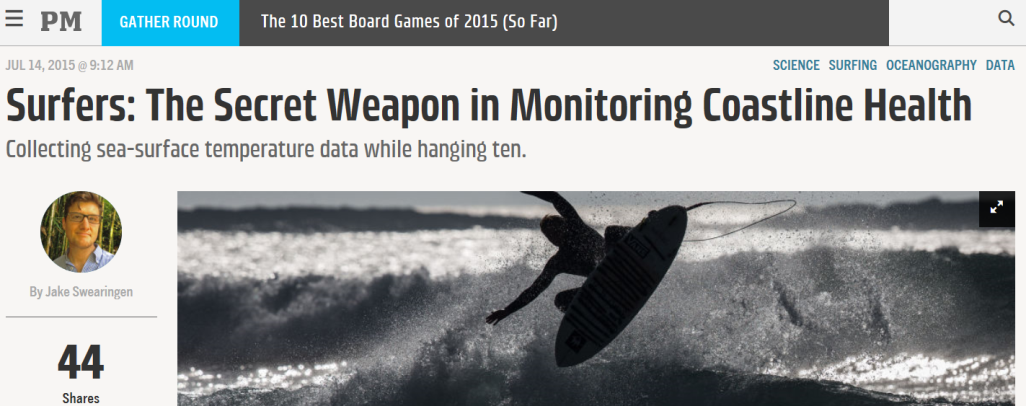 PM
GATHER ROUND
The 10 Best Board Games of 2015 (So Far)
JUL 14, 2015 @ 9:12 AM
SCIENCE SURFING OCEANOGRAPHY DATA
Surfers: The Secret Weapon in Monitoring Coastline Health
Collecting sea-surface temperature data while hanging ten.
By Jake Swearingen
44
Shares